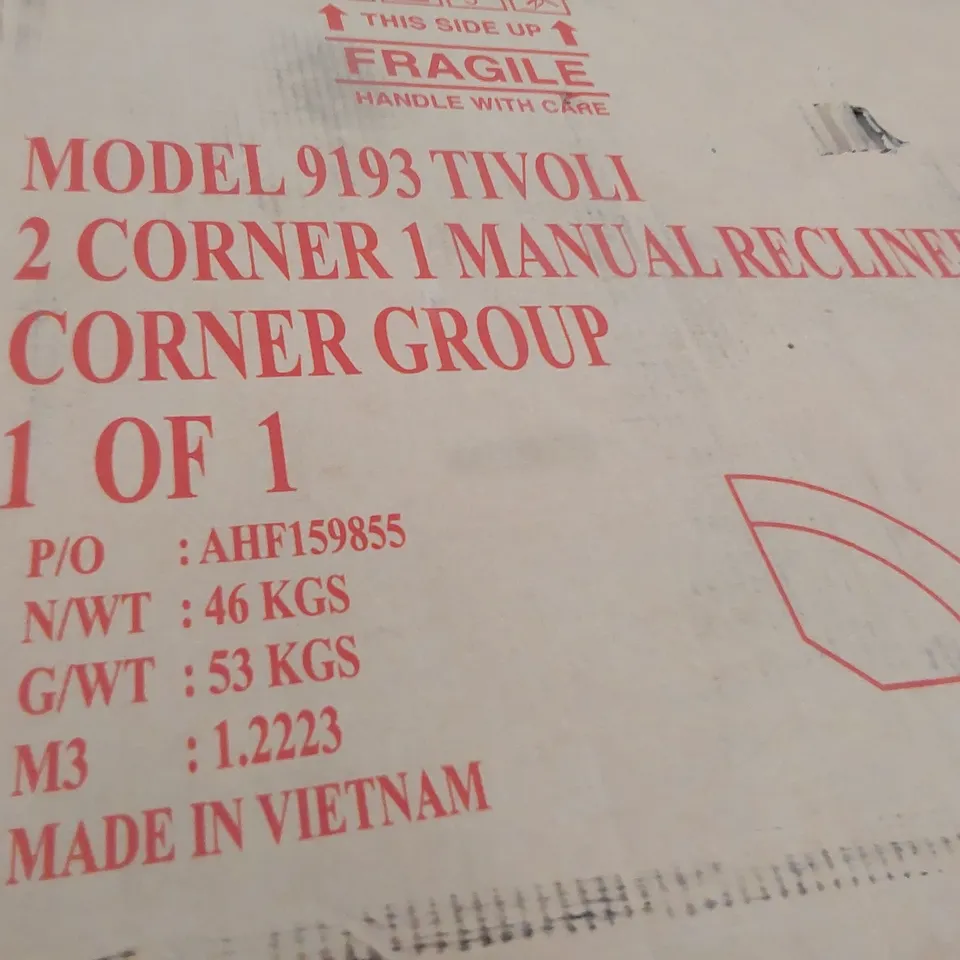 THIS SIDE UP
FRAGILE
HANDLE WITH CARE
MODEL 9193 TIVOLI
2 CORNER 1 MANUAL RECLINER
CORNER GROUP
1 OF 1
P/O : AHF159855
N/WT : 46 KGS
G/WT : 53 KGS
M3 : 1.2223
MADE IN VIETNAM